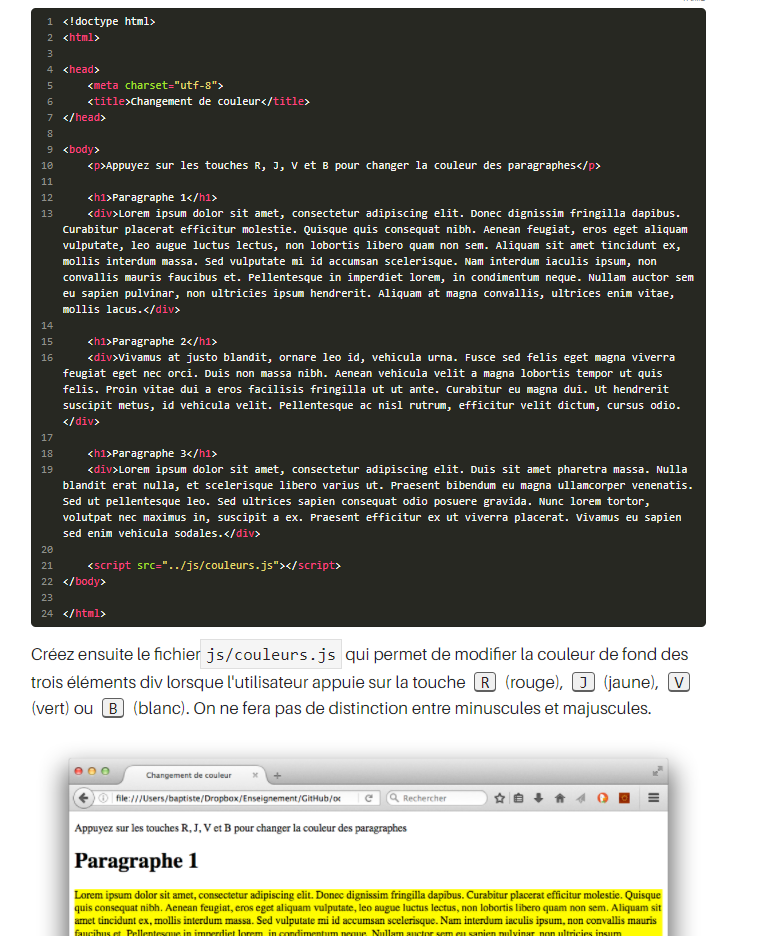 1 <!doctype html>
2 <html>
3
4 <head>
5     <meta charset="utf-8">
6     <title>Changement de couleur</title>
7 </head>
8
9 <body>
10     <p>Appuyez sur les touches R, J, V et B pour changer la couleur des paragraphes</p>
11
12     <h1>Paragraphe 1</h1>
13     <div>Lorem ipsum dolor sit amet, consectetur adipiscing elit. Donec dignissim fringilla dapibus.
Curabitur placerat efficitur molestie. Quisque quis consequat nibh. Aenean feugiat, eros eget aliquam
vulputate, leo augue luctus lectus, non lobortis libero quam non sem. Aliquam sit amet tincidunt ex,
mollis interdum massa. Sed vulputate mi id accumsan scelerisque. Nam interdum iaculis ipsum, non
convallis mauris faucibus et. Pellentesque in imperdiet lorem, in condimentum neque. Nullam auctor sem
eu sapien pulvinar, non ultricies ipsum hendrerit. Aliquam at magna convallis, ultrices enim vitae,
mollis lacus.</div>
14
15     <h1>Paragraphe 2</h1>
16     <div>Vivamus at justo blandit, ornare leo id, vehicula urna. Fusce sed felis eget magna viverra
feugiat eget nec orci. Duis non massa nibh. Aenean vehicula velit a magna lobortis tempor ut quis
felis. Proin vitae dui a eros facilisis fringilla ut ut ante. Curabitur eu magna dui. Ut hendrerit
suscipit metus, id vehicula velit. Pellentesque ac nisl rutrum, efficitur velit dictum, cursus odio.
</div>
17
18     <h1>Paragraphe 3</h1>
19     <div>Lorem ipsum dolor sit amet, consectetur adipiscing elit. Duis sit amet pharetra massa. Nulla
blandit erat nulla, et scelerisque libero varius ut. Praesent bibendum eu magna ullamcorper venenatis.
Sed ut pellentesque leo. Sed ultrices sapien consequat odio posuere gravida. Nunc lorem tortor,
volutpat nec maximus in, suscipit a ex. Praesent efficitur ex ut viverra placerat. Vivamus eu sapien
sed enim vehicula sodales.</div>
20
21     <script src="../js/couleurs.js"></script>
22 </body>
23
24 </html>
Créez ensuite le fichier js/couleurs.js qui permet de modifier la couleur de fond des
trois éléments div lorsque l'utilisateur appuie sur la touche R (rouge), J (jaune), V
(vert) ou B (blanc). On ne fera pas de distinction entre minuscules et majuscules.
Changement de couleur
file:///Users/baptiste/Dropbox/Enseignement/GitHub/oc Rechercher
Appuyez sur les touches R, J, V et B pour changer la couleur des paragraphes
Paragraphe 1
Lorem ipsum dolor sit amet, consectetur adipiscing elit. Donec dignissim fringilla dapibus. Curabitur placerat efficitur molestie. Quisque
quis consequat nibh. Aenean feugiat, eros eget aliquam vulputate, leo augue luctus lectus, non lobortis libero quam non sem. Aliquam sit
amet tincidunt ex, mollis interdum massa. Sed vulputate mi id accumsan scelerisque. Nam interdum iaculis ipsum, non convallis mauris
faucibus et. Pellentesque in imperdiet lorem, in condimentum neque. Nullam auctor sem eu sapien pulvinar, non ultricies ipsum